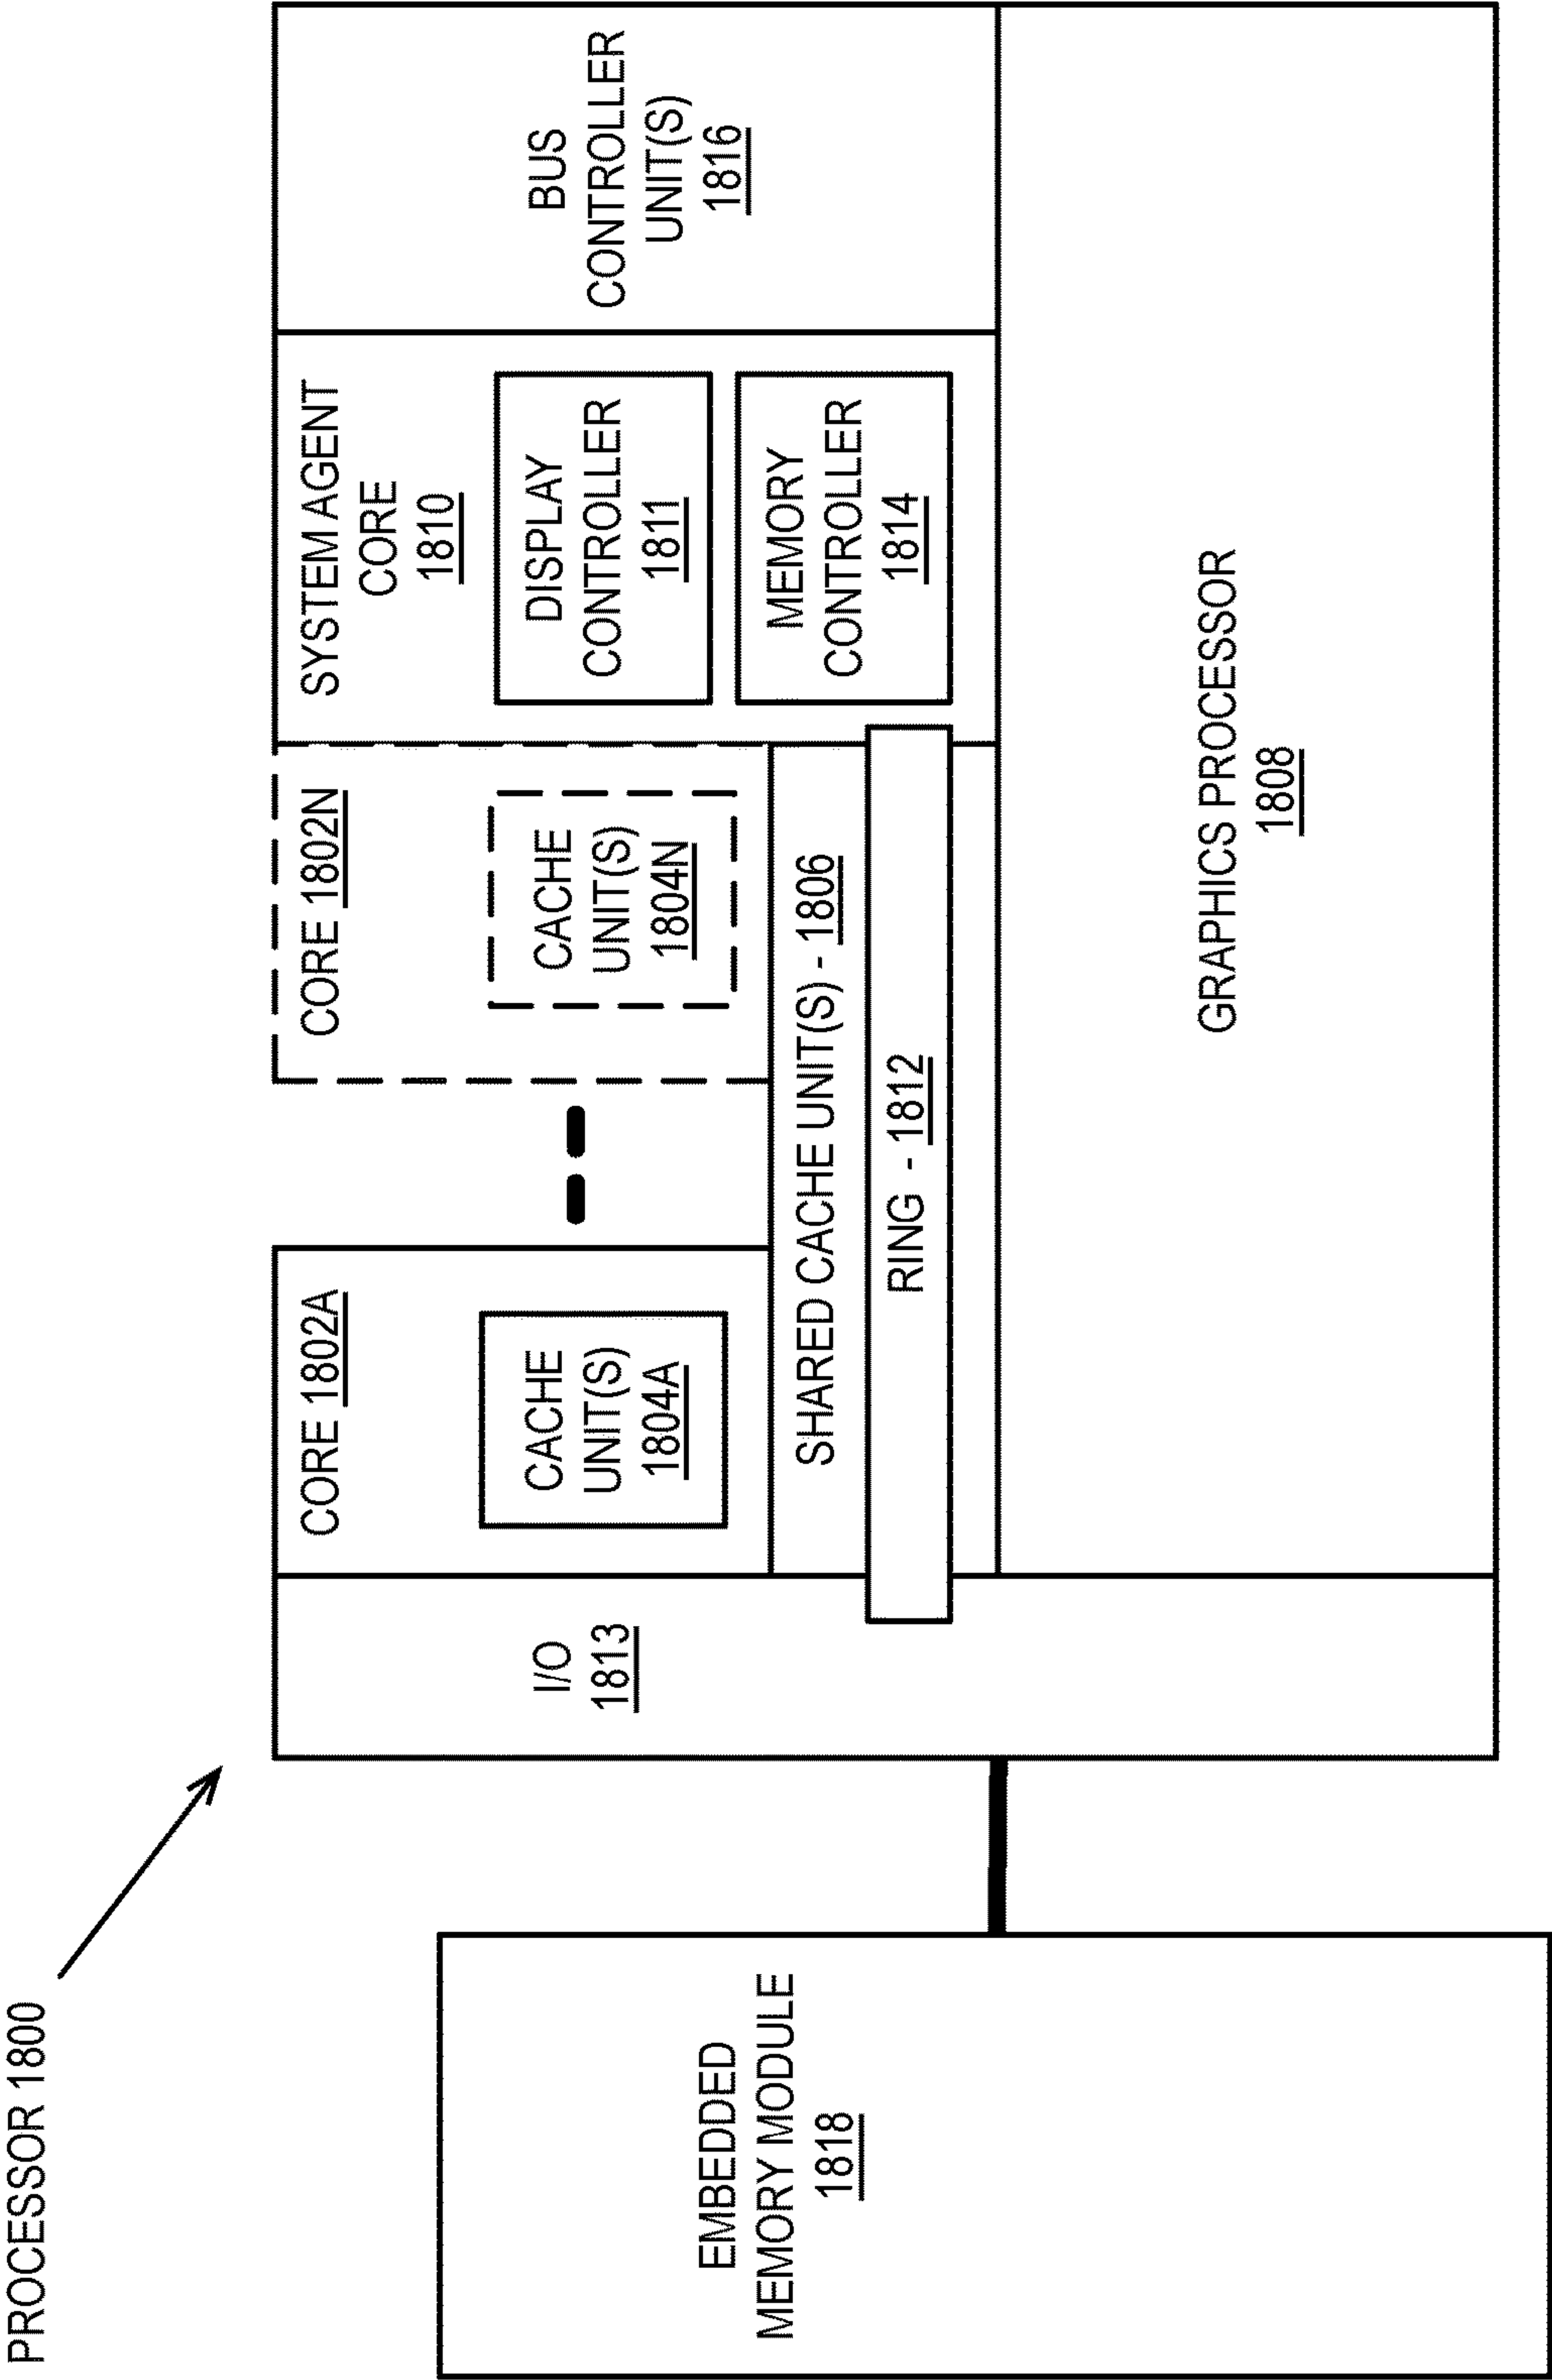 PROCESSOR 1800
EMBEDDED
MEMORY MODULE
1818
I/O
1813
CORE 1802A
CACHE
UNIT(S)
1804A
CORE 1802N
CACHE
UNIT(S)
1804N
SHARED CACHE UNIT(S) - 1806
RING - 1812
SYSTEM AGENT
CORE
1810
DISPLAY
CONTROLLER
1811
MEMORY
CONTROLLER
1814
BUS
CONTROLLER
UNIT(S)
1816
GRAPHICS PROCESSOR
1808